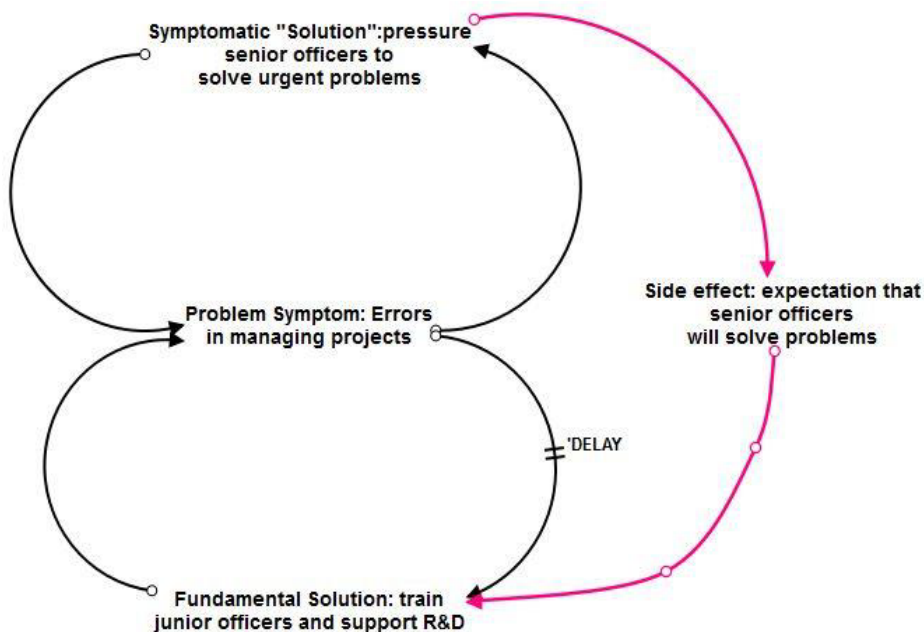 Symptomatic "Solution":pressure
senior officers to
solve urgent problems
Side effect: expectation that
senior officers
will solve problems
Problem Symptom: Errors
in managing projects
'DELAY
Fundamental Solution: train
junior officers and support R&D